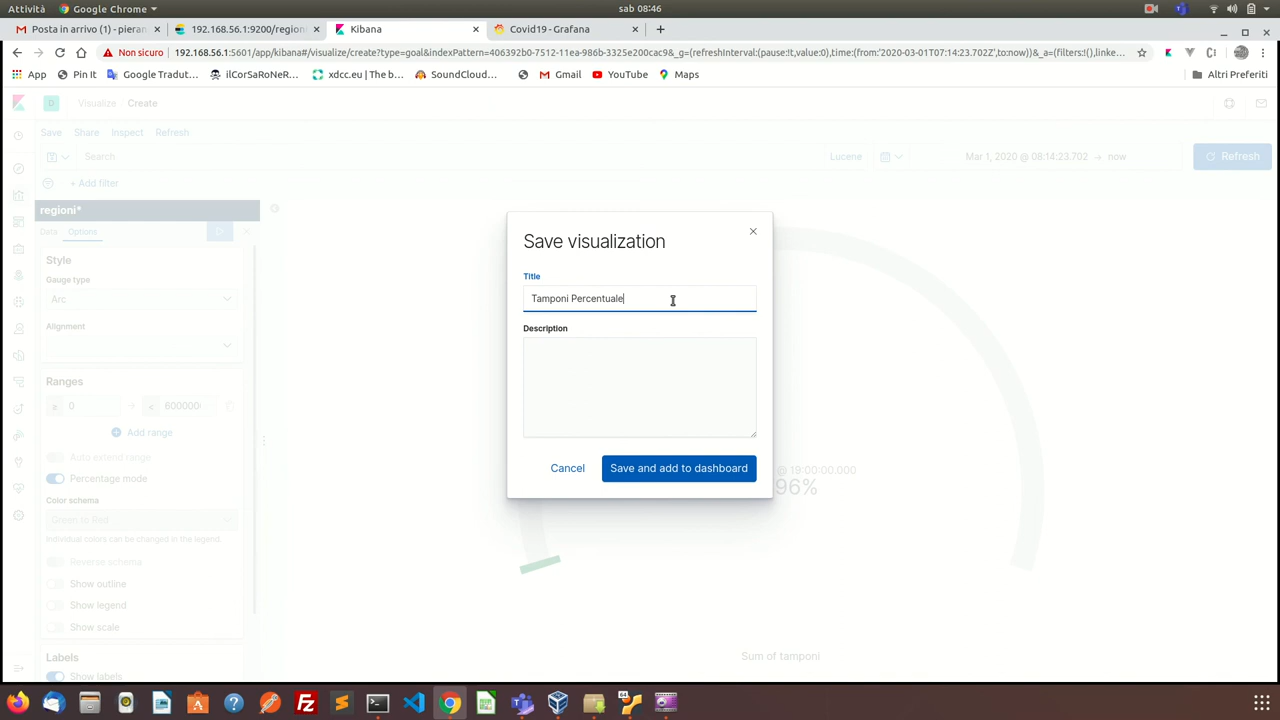 Attività
Google Chrome
sab 08:46
Posta in arrivo (1) - pieran
192.168.56.1:9200/regioni
Kibana
Covid19 - Grafana
Non sicuro
192.168.56.1:5601/app/kibana#/visualize/create?type=goal&indexPattern=406392b0-7512-11ea-986b-3325e200cac9&_g=(refreshInterval:(pause:!t,value:0),time:(from:'2020-03-01T07:14:23.702Z',to:now))&_a=(filters:!(),linke...
App
Pin It
Google Tradut...
ilCorSaRoNeR...
xdcc.eu | The b...
SoundCloud...
Gmail
YouTube
Maps
Altri Preferiti
D
Visualize
Create
Save Share Inspect Refresh
Search
Lucene
Mar 1, 2020 @ 08:14:23.702 → now
Refresh
+ Add filter
regioni*
Data Options
Style
Gauge type
Arc
Alignment
Ranges
≥ 0 → < 600000
Add range
Auto extend range
Percentage mode
Color schema
Green to Red
Individual colors can be changed in the legend.
Reverse schema
Show outline
Show legend
Show scale
Labels
Show labels
Save visualization
Title
Tamponi Percentuale
Description
Cancel
Save and add to dashboard
@ 19:00:00.000
96%
Sum of tamponi
64